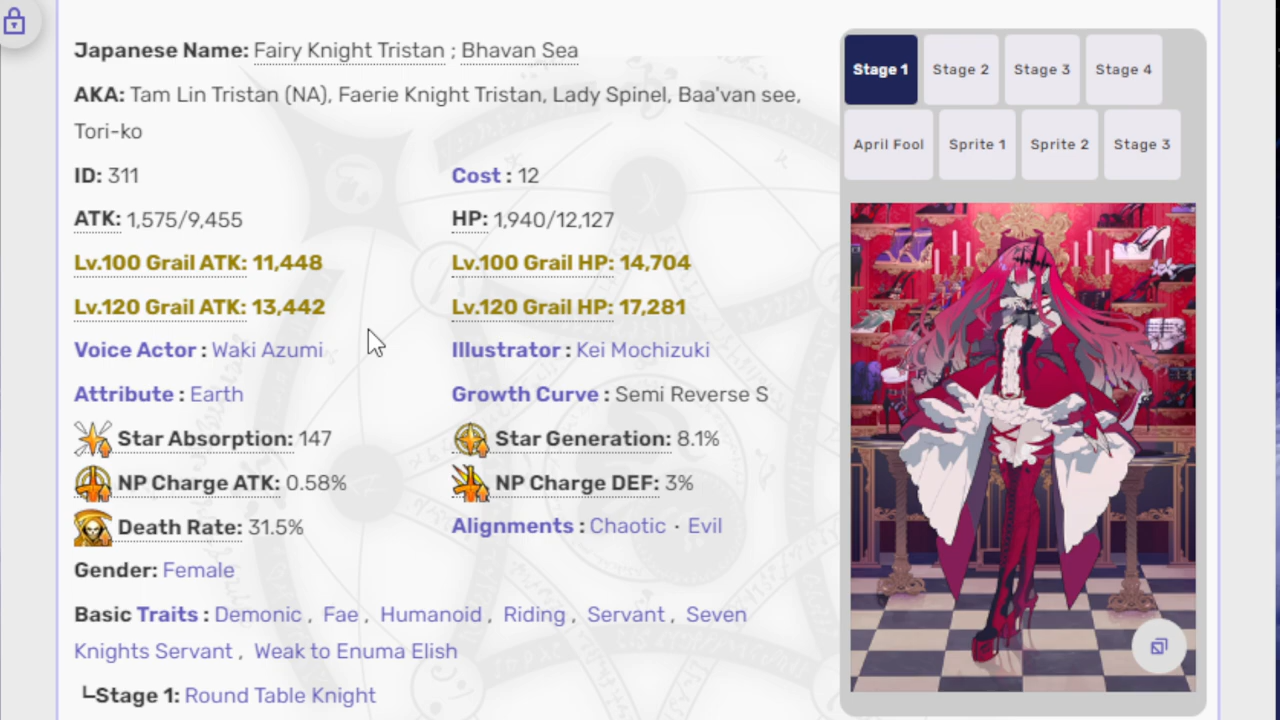 Japanese Name: Fairy Knight Tristan ; Bhavan Sea
AKA: Tam Lin Tristan (NA), Faerie Knight Tristan, Lady Spinel, Baa'van see,
Tori-ko
ID: 311
Cost : 12
ATK: 1,575/9,455
HP: 1,940/12,127
Lv.100 Grail ATK: 11,448
Lv.100 Grail HP: 14,704
Lv.120 Grail ATK: 13,442
Lv.120 Grail HP: 17,281
Voice Actor : Waki Azumi
Illustrator : Kei Mochizuki
Attribute : Earth
Growth Curve : Semi Reverse S
Star Absorption: 147
Star Generation: 8.1%
NP Charge ATK: 0.58%
NP Charge DEF: 3%
Death Rate: 31.5%
Alignments : Chaotic · Evil
Gender: Female
Basic Traits : Demonic , Fae , Humanoid , Riding , Servant , Seven
Knights Servant , Weak to Enuma Elish
┗Stage 1: Round Table Knight
Stage 1
Stage 2
Stage 3
Stage 4
April Fool
Sprite 1
Sprite 2
Stage 3